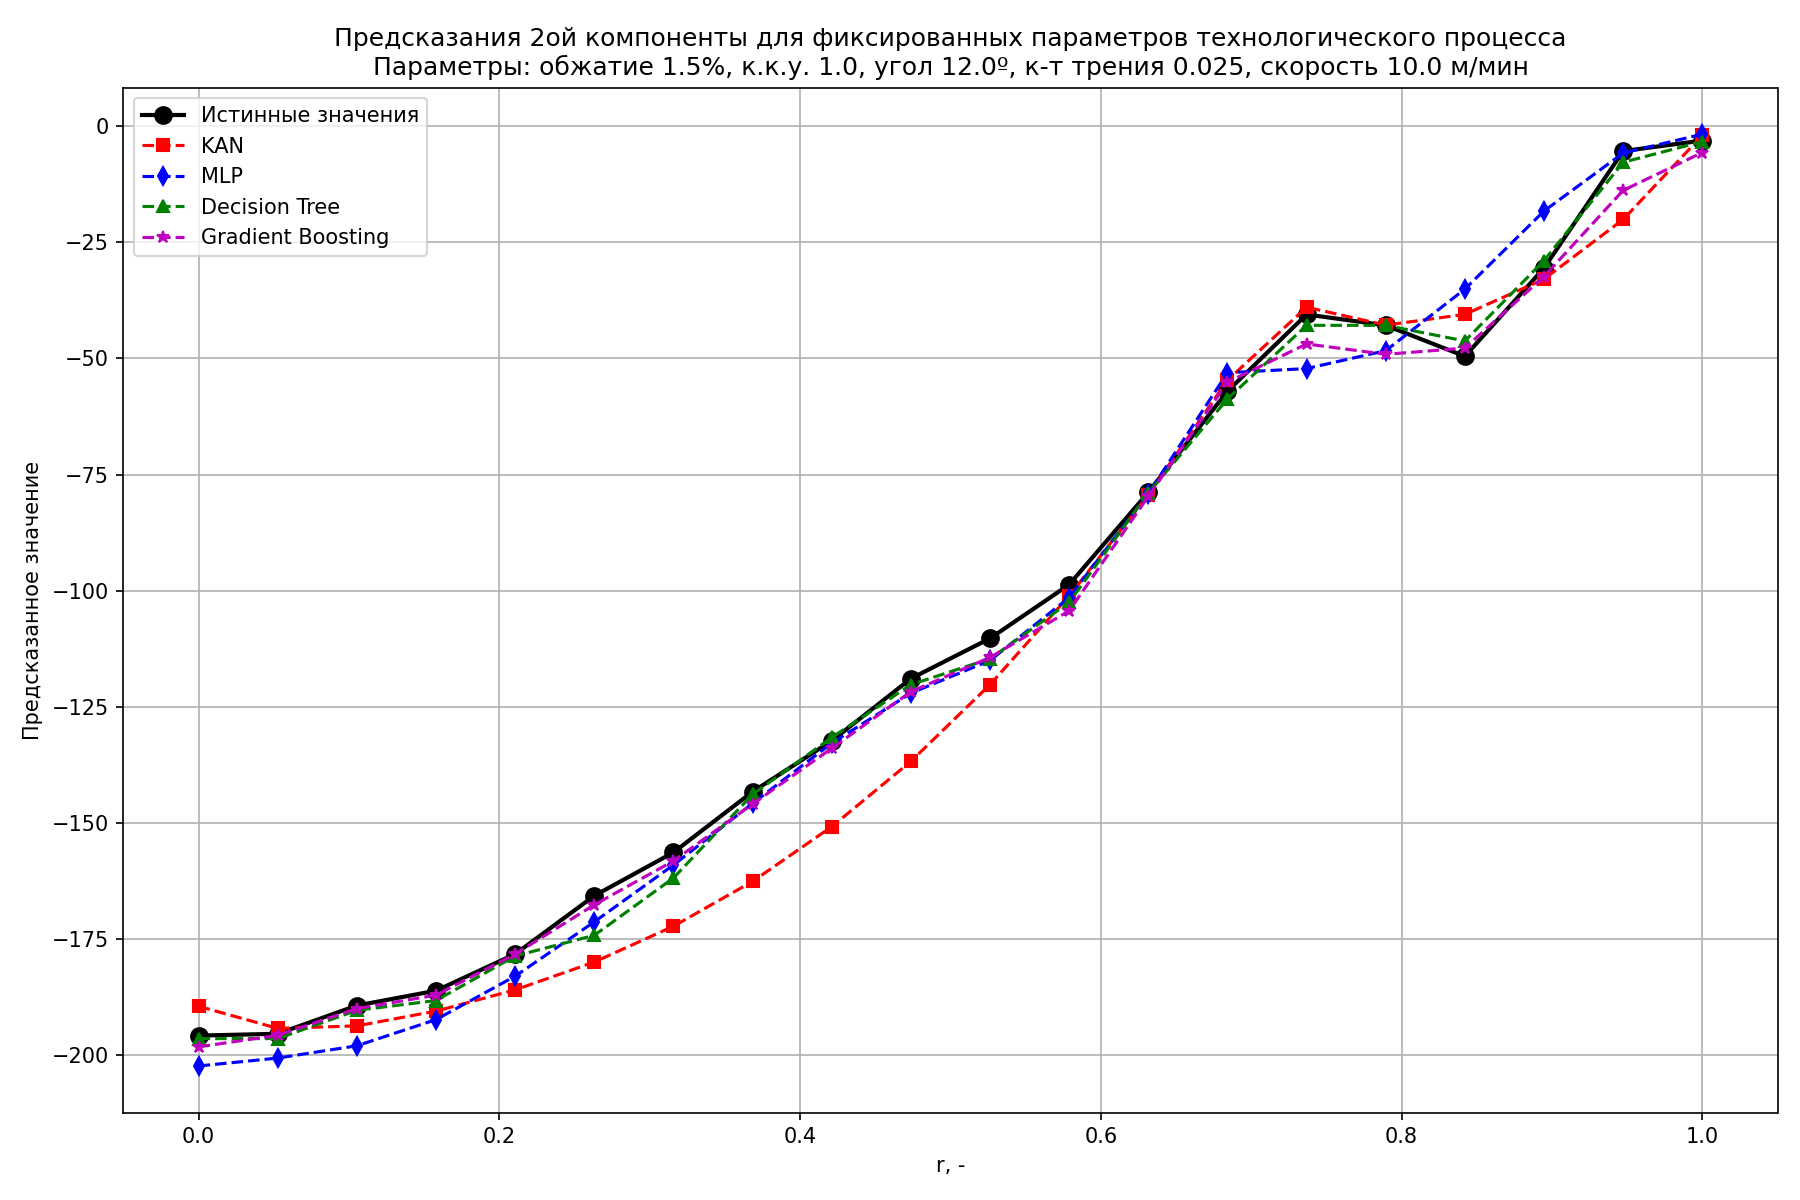 Предсказания 2ой компоненты для фиксированных параметров технологического процесса
Параметры: обжатие 1.5%, к.к.у. 1.0, угол 12.0º, к-т трения 0.025, скорость 10.0 м/мин
Истинные значения
KAN
MLP
Decision Tree
Gradient Boosting
Предсказанное значение
0
−25
−50
−75
−100
−125
−150
−175
−200
0.0 0.2 0.4 0.6 0.8 1.0
r, -